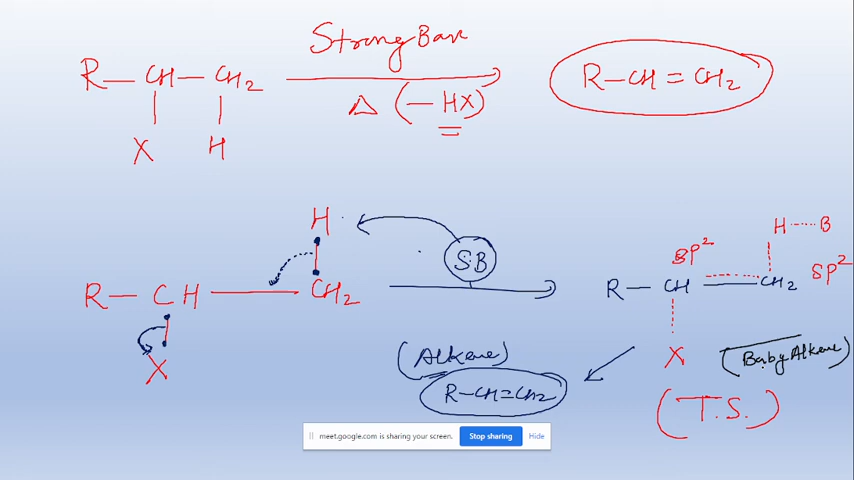 Strong Base
R—CH—CH2
△ (—HX)
R—CH=CH2
X H
H
SB
R—CH—CH2
X
H----B
SP2
SP2
R—CH=CH2
X
(Baby Alkene)
(T.S.)
(Alkene)
R—CH=CH2
meet.google.com is sharing your screen. Stop sharing Hide